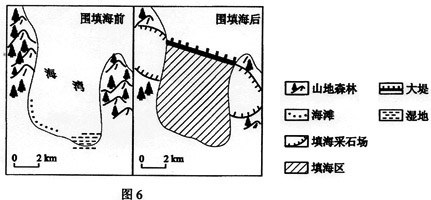 围填海前
围填海后
海
湾
0 2 km
0 2 km
山地森林
大堤
海滩
湿地
填海采石场
填海区
图6